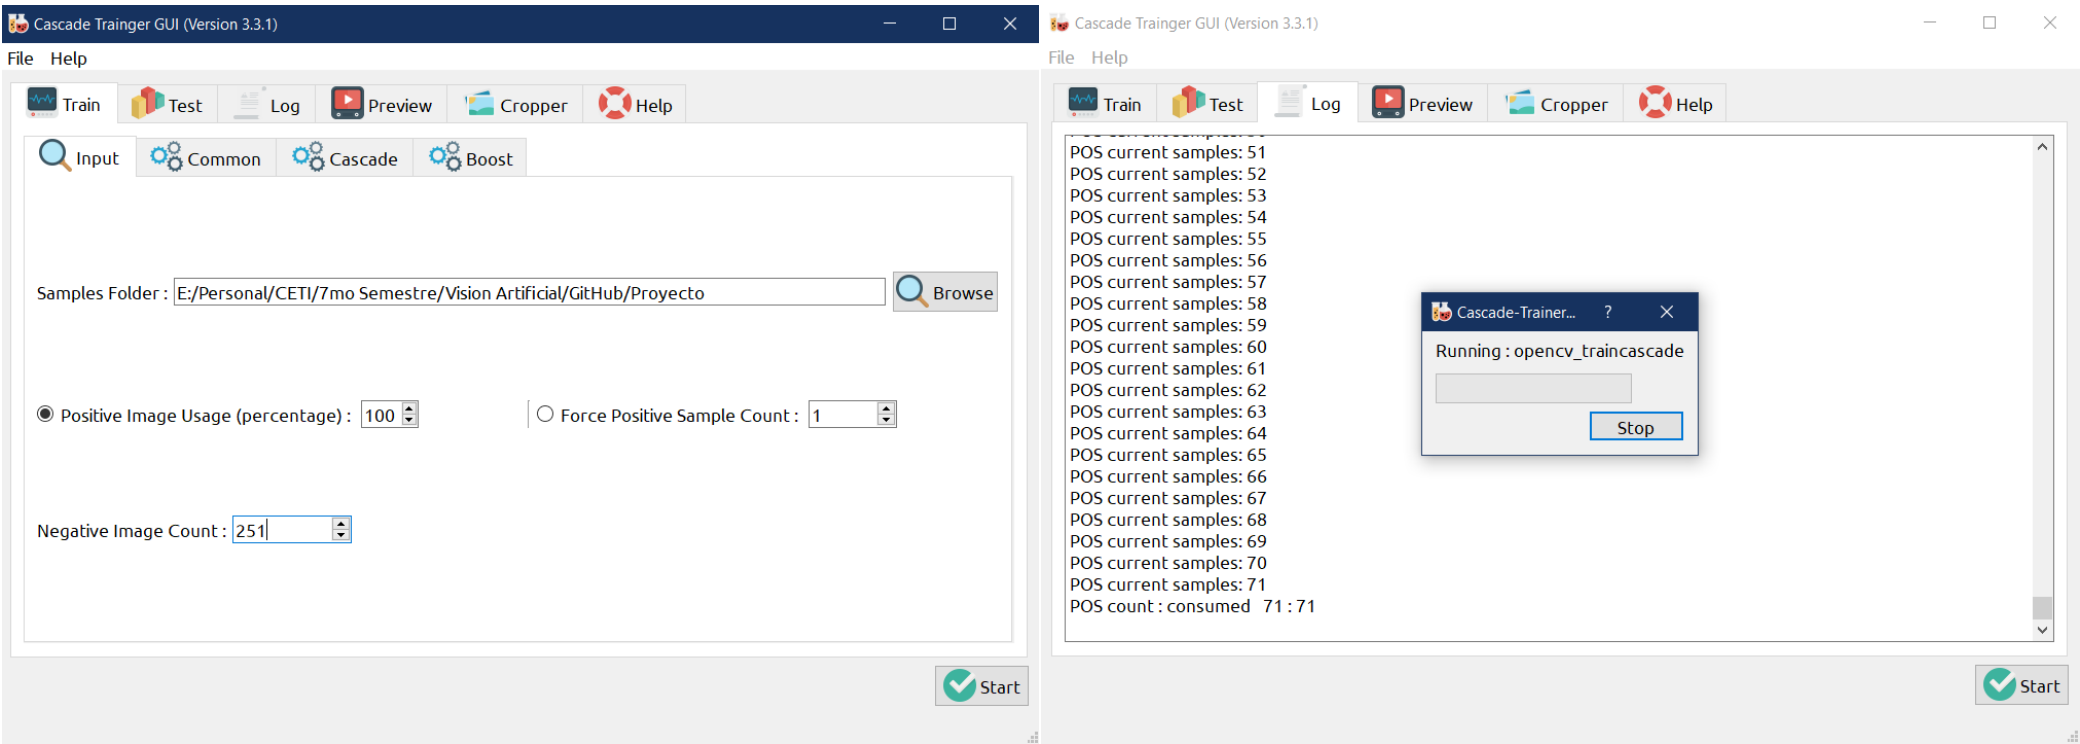 Cascade Trainger GUI (Version 3.3.1)
File Help
Train Test Log Preview Cropper Help
Input Common Cascade Boost
Samples Folder : E:/Personal/CETI/7mo Semestre/Vision Artificial/GitHub/Proyecto Browse
Positive Image Usage (percentage) : 100 Force Positive Sample Count : 1
Negative Image Count : 251
Start
Cascade Trainger GUI (Version 3.3.1)
File Help
Train Test Log Preview Cropper Help
POS current samples: 51
POS current samples: 52
POS current samples: 53
POS current samples: 54
POS current samples: 55
POS current samples: 56
POS current samples: 57
POS current samples: 58
POS current samples: 59
POS current samples: 60
POS current samples: 61
POS current samples: 62
POS current samples: 63
POS current samples: 64
POS current samples: 65
POS current samples: 66
POS current samples: 67
POS current samples: 68
POS current samples: 69
POS current samples: 70
POS current samples: 71
POS count : consumed 71 : 71
Cascade-Trainer... ?
Running : opencv_traincascade
Stop
Start